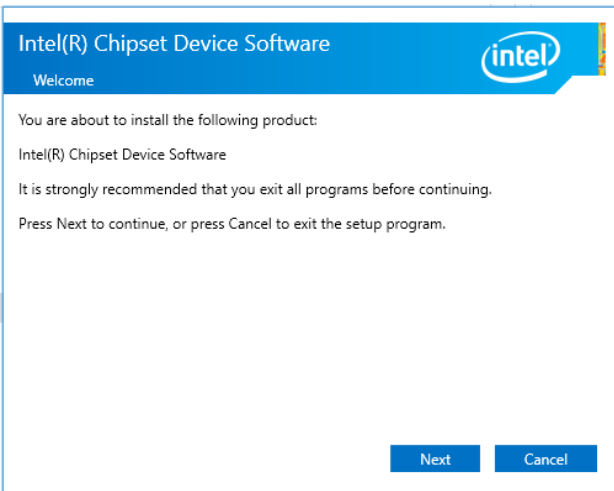 Intel(R) Chipset Device Software
intel
Welcome
You are about to install the following product:
Intel(R) Chipset Device Software
It is strongly recommended that you exit all programs before continuing.
Press Next to continue, or press Cancel to exit the setup program.
Next
Cancel